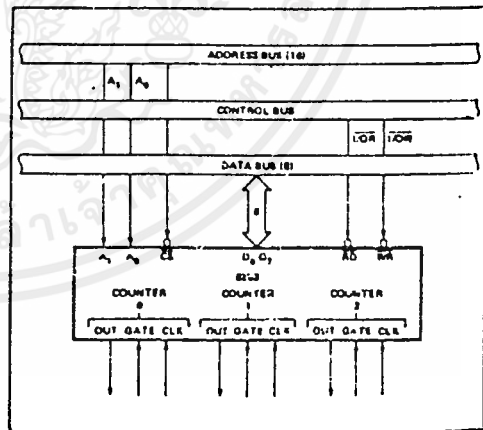 ADDRESS BUS (16)
A1 A0
CONTROL BUS
I/OR I/OW
DATA BUS (8)
8
A1 A0 CS D0 D7 RD WR
8253
COUNTER 0 COUNTER 1 COUNTER 2
OUT GATE CLK OUT GATE CLK OUT GATE CLK